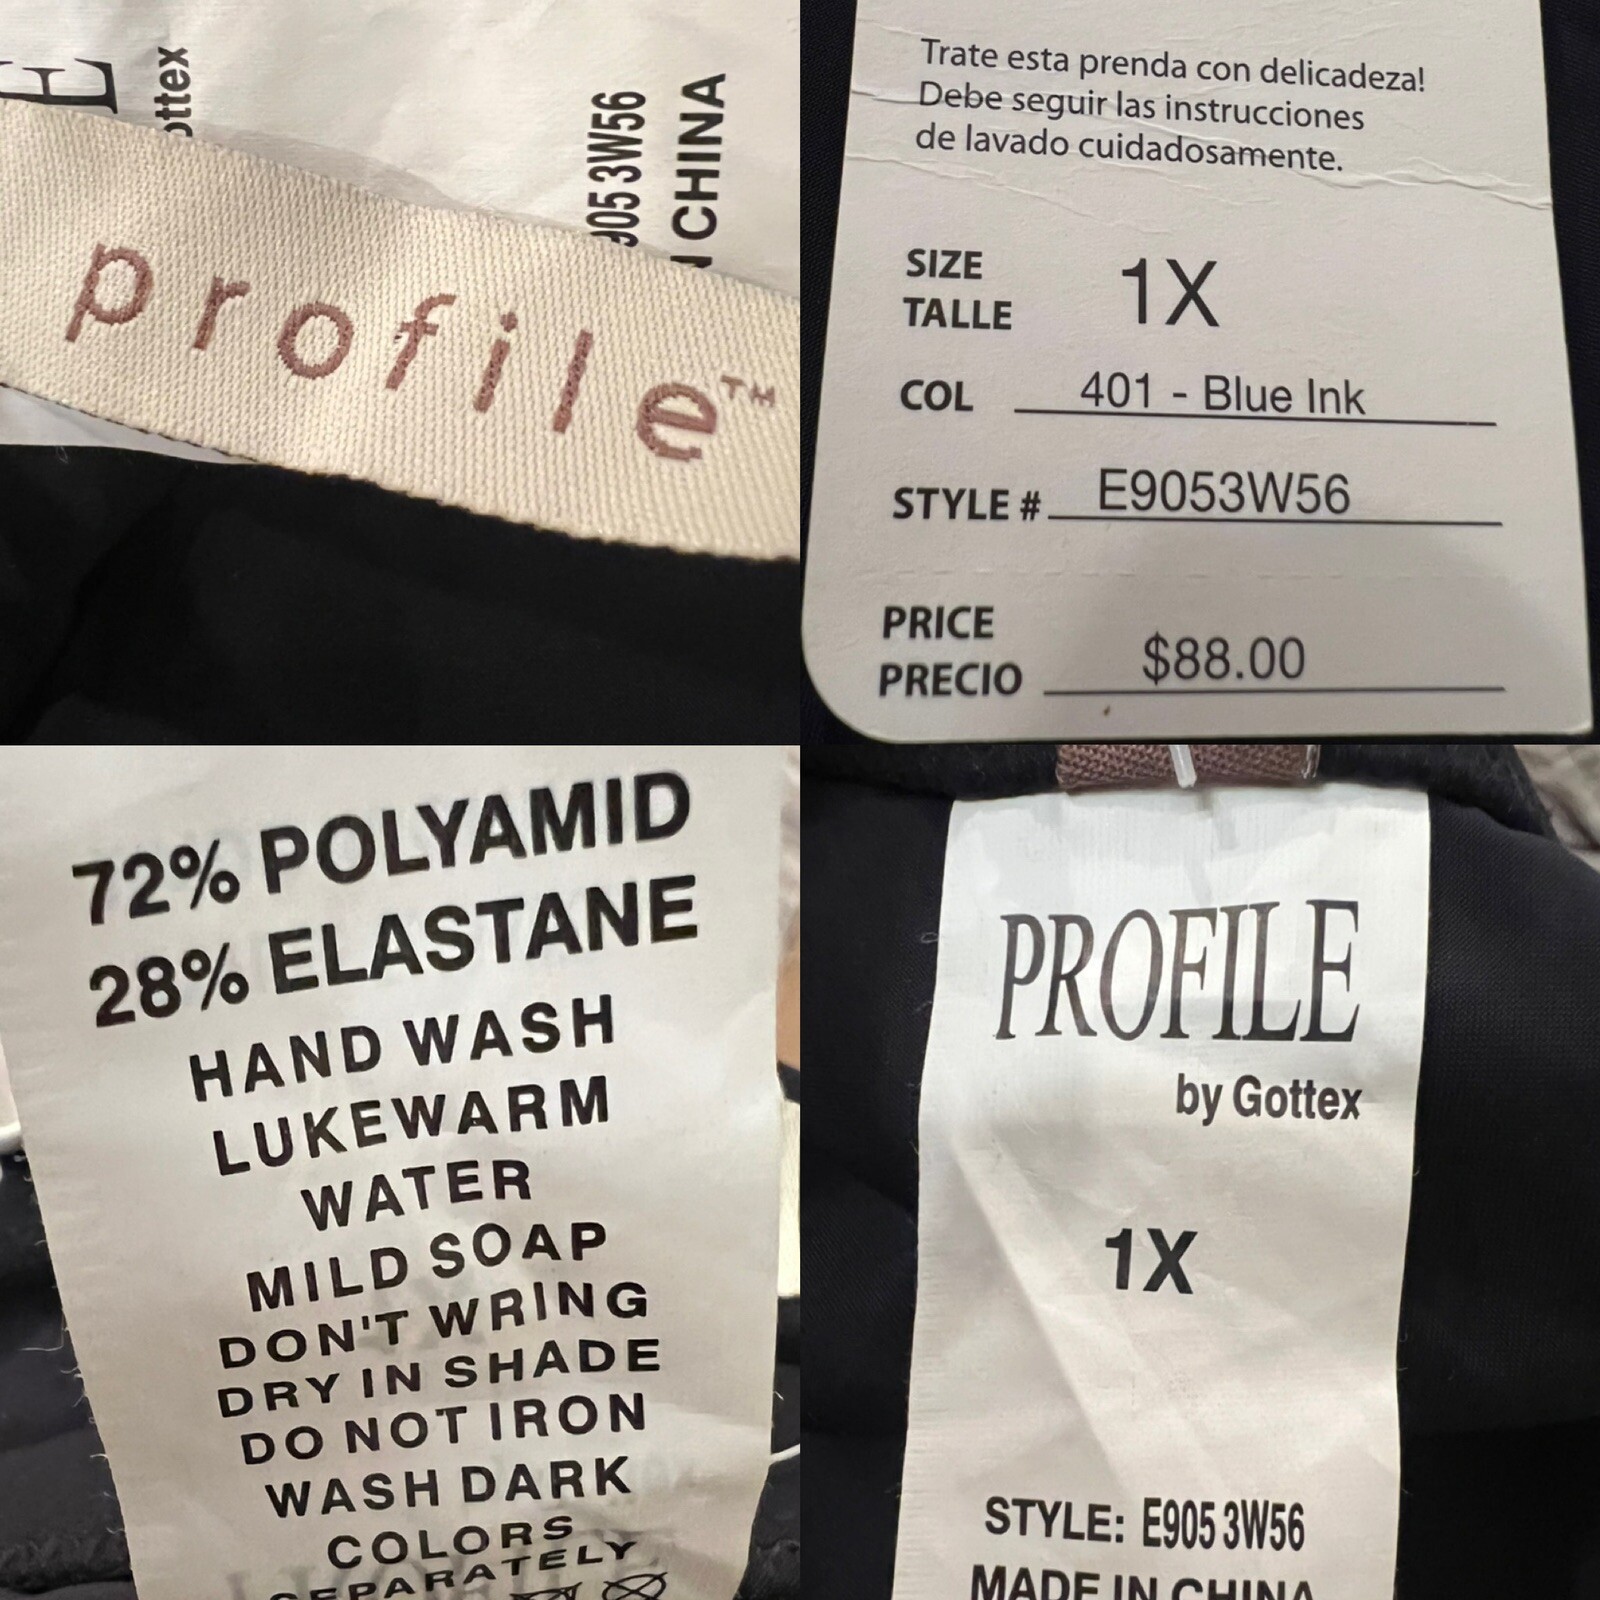 E
ottex
905 3W56
N CHINA
profile™
Trate esta prenda con delicadeza!
Debe seguir las instrucciones
de lavado cuidadosamente.
SIZE
TALLE
1X
COL 401 - Blue Ink
STYLE # E9053W56
PRICE
PRECIO
$88.00
72% POLYAMID
28% ELASTANE
HAND WASH
LUKEWARM
WATER
MILD SOAP
DON'T WRING
DRY IN SHADE
DO NOT IRON
WASH DARK
COLORS
SEPARATELY
PROFILE
by Gottex
1X
STYLE: E905 3W56
MADE IN CHINA